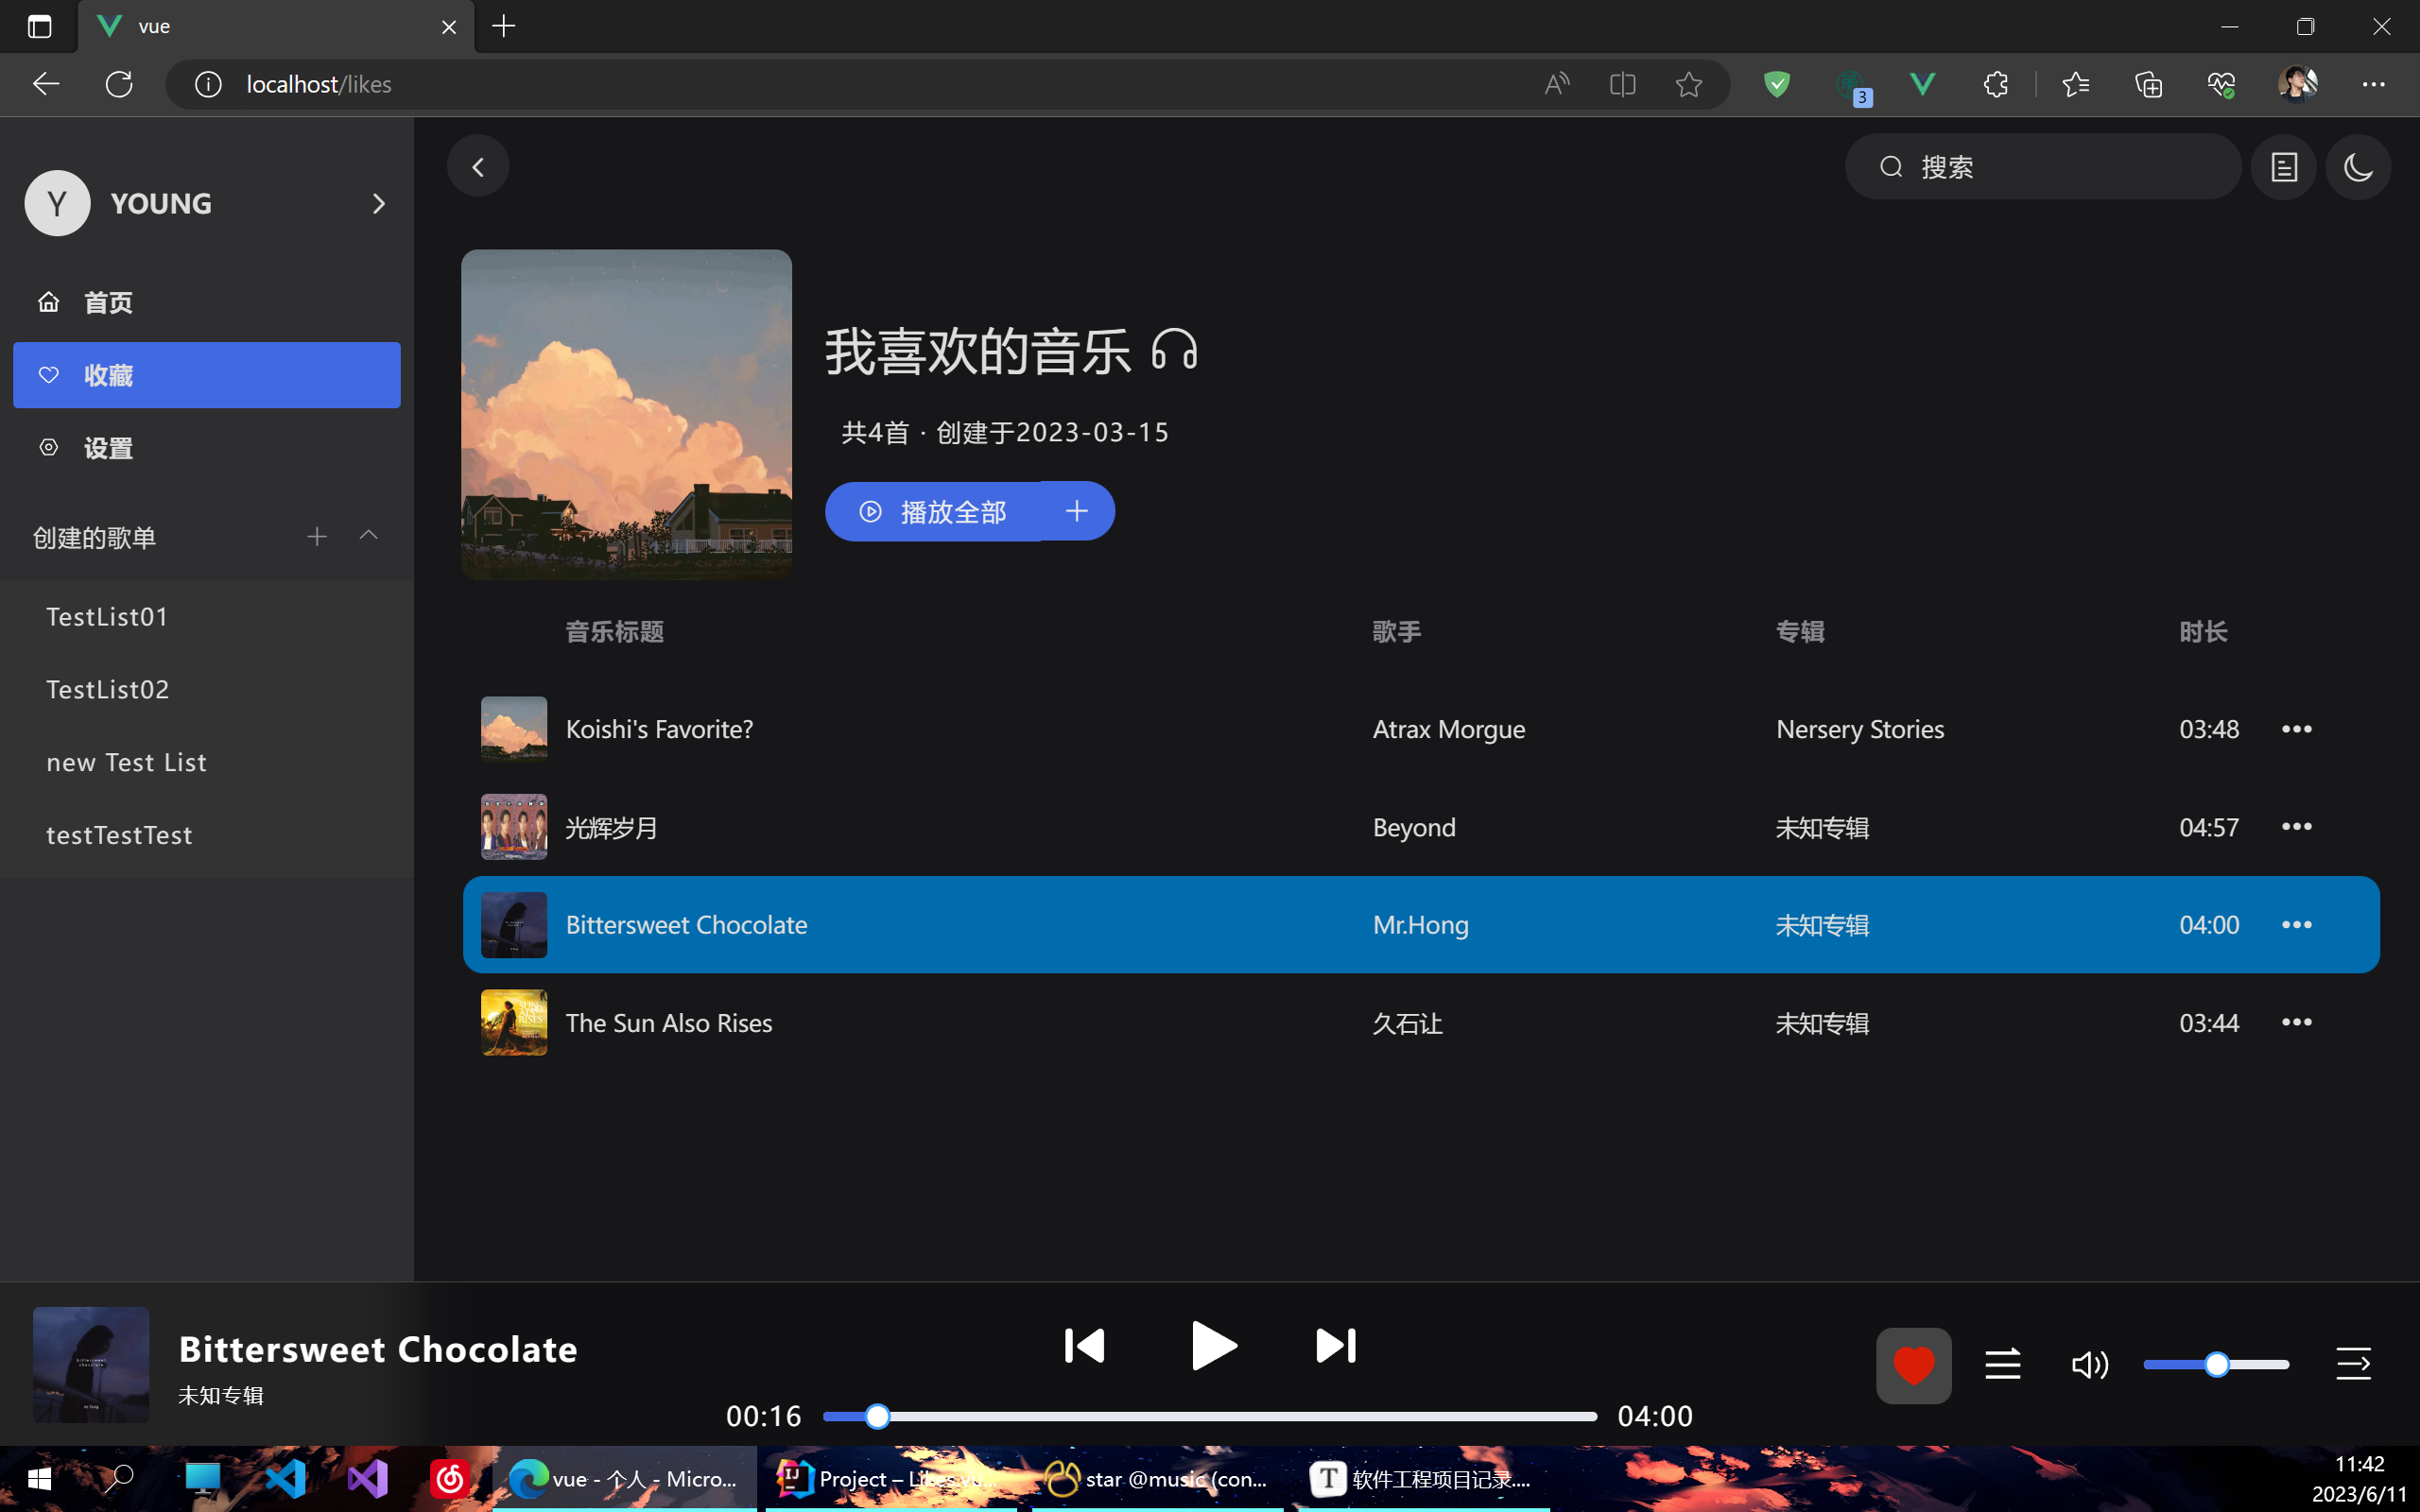 vue
localhost/likes
3
Y
YOUNG
搜索
首页
收藏
设置
创建的歌单
TestList01
TestList02
new Test List
testTestTest
我喜欢的音乐
共4首 · 创建于2023-03-15
播放全部
音乐标题 歌手 专辑 时长
Koishi's Favorite? Atrax Morgue Nersery Stories 03:48
光辉岁月 Beyond 未知专辑 04:57
Bittersweet Chocolate Mr.Hong 未知专辑 04:00
The Sun Also Rises 久石让 未知专辑 03:44
Bittersweet Chocolate
未知专辑
00:16
04:00
vue - 个人 - Micro...
Project – Likes.vu...
star @music (con...
软件工程项目记录....
11:42
2023/6/11